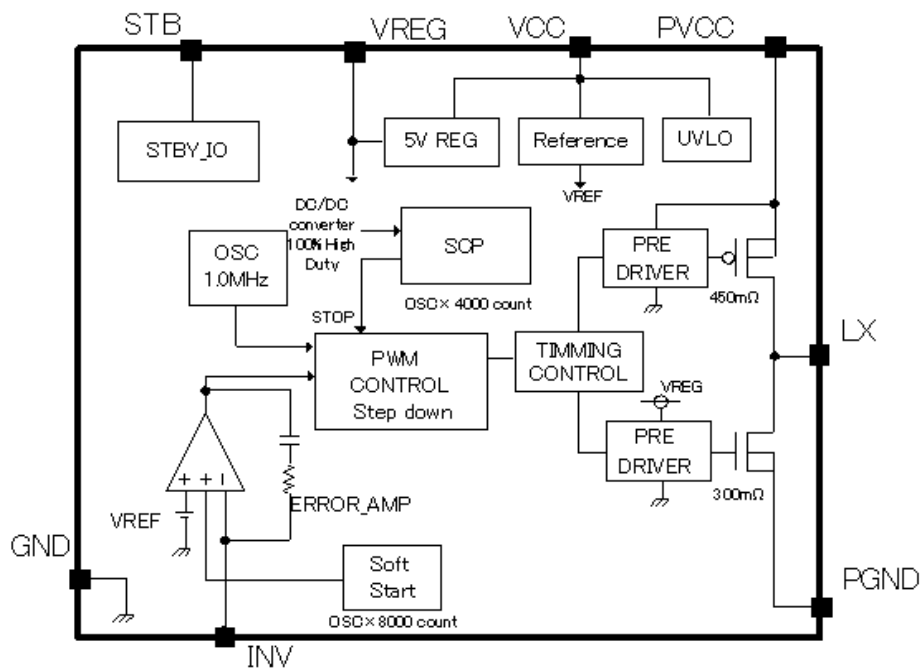 STB
VREG
VCC
PVCC
STBY_IO
5V REG
Reference
UVLO
VREF
DC/DC
converter
100% High
Duty
SCP
OSC
1.0MHz
OSC× 4000 count
STOP
PRE
DRIVER
450mΩ
LX
PWM
CONTROL
Step down
TIMMING
CONTROL
VREG
PRE
DRIVER
300mΩ
+ + −
ERROR_AMP
VREF
GND
Soft
Start
OSC×8000 count
PGND
INV